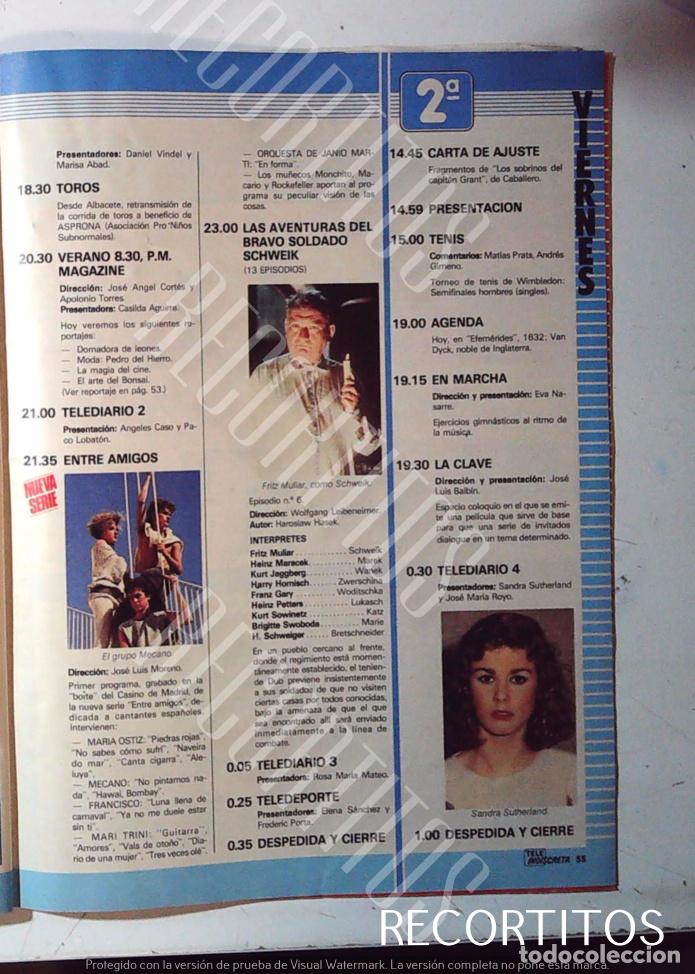 Presentadores: Daniel Vindel y
Marisa Abad.
18.30 TOROS
Desde Albacete, retransmisión de
la corrida de toros a beneficio de
ASPRONA (Asociación Pro Niños
Subnormales).
20.30 VERANO 8.30, P.M.
MAGAZINE
Dirección: José Angel Cortés y
Apolonio Torres.
Presentadora: Casilda Aguirre.
Hoy veremos los siguientes re-
portajes:
— Domadora de leones.
— Moda: Pedro del Hierro.
— La magia del cine.
— El arte del Bonsai.
(Ver reportaje en pág. 53.)
21.00 TELEDIARIO 2
Presentación: Angeles Caso y Pa-
co Lobatón.
21.35 ENTRE AMIGOS
NUEVA
SERIE
El grupo Mecano.
Dirección: José Luis Moreno.
Primer programa, grabado en la
"boite" del Casino de Madrid, de
la nueva serie "Entre amigos", de-
dicada a cantantes españoles.
Intervienen:
— MARIA OSTIZ: "Piedras rojas",
"No sabes cómo sufrí", "Naveira
do mar", "Canta cigarra", "Ale-
luya".
— MECANO: "No pintamos na-
da", "Hawai, Bombay".
— FRANCISCO: "Luna llena de
carnaval", "Ya no me duele estar
sin ti".
— MARI TRINI: "Guitarra",
"Amores", "Vals de otoño", "Dia-
rio de una mujer", "Tres veces olé".
— ORQUESTA DE JANIO MAR-
TI: "En forma".
— Los muñecos Monchito, Ma-
cario y Rockefeller aportan al pro-
grama su peculiar visión de las
cosas.
23.00 LAS AVENTURAS DEL
BRAVO SOLDADO
SCHWEIK
(13 EPISODIOS)
Fritz Muliar, como Schweik.
Episodio n.º 6.
Dirección: Wolfgang Leibeneimer.
Autor: Haroslaw Hasek.
INTERPRETES
Fritz Muliar Schweik
Heinz Maracek Marek
Kurt Jaggberg Wanek
Harry Hornisch Zwerschina
Franz Gary Woditschka
Heinz Petters Lukasch
Kurt Sowinetz Katz
Brigitte Swoboda Marie
H. Schweiger Bretschneider
En un pueblo cercano al frente,
donde el regimiento está momen-
táneamente establecido, el tenien-
de Dub previene insistentemente
a sus soldados de que no visiten
ciertas casas por todos conocidas,
bajo la amenaza de que el que
sea encontrado allí será enviado
inmediatamente a la línea de
combate.
0.05 TELEDIARIO 3
Presentadora: Rosa María Mateo.
0.25 TELEDEPORTE
Presentadores: Elena Sánchez y
Frederic Porta.
0.35 DESPEDIDA Y CIERRE
2ª
VIERNES
14.45 CARTA DE AJUSTE
Fragmentos de "Los sobrinos del
capitán Grant", de Caballero.
14.59 PRESENTACION
15.00 TENIS
Comentarios: Matías Prats, Andrés
Gimeno.
Torneo de tenis de Wimbledon:
Semifinales hombres (singles).
19.00 AGENDA
Hoy, en "Efemérides", 1632: Van
Dyck, noble de Inglaterra.
19.15 EN MARCHA
Dirección y presentación: Eva Na-
sarre.
Ejercicios gimnásticos al ritmo de
la música.
19.30 LA CLAVE
Dirección y presentación: José
Luis Balbín.
Espacio coloquio en el que se emi-
te una película que sirve de base
para que una serie de invitados
dialogue en un tema determinado.
0.30 TELEDIARIO 4
Presentadores: Sandra Sutherland
y José María Royo.
Sandra Sutherland.
1.00 DESPEDIDA Y CIERRE
TELE INDISCRETA 55
RECORTITOS
RECORTITOS
RECORTITOS
RECORTITOS
todocoleccion
Protegido con la versión de prueba de Visual Watermark. La versión completa no pone esta marca.